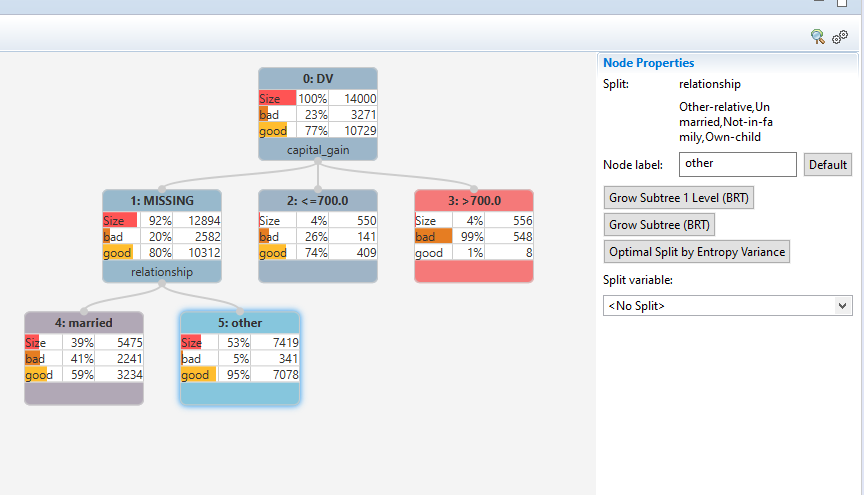 Node Properties
0: DV
Size 100% 14000
bad 23% 3271
good 77% 10729
capital_gain
1: MISSING
Size 92% 12894
bad 20% 2582
good 80% 10312
relationship
2: <=700.0
Size 4% 550
bad 26% 141
good 74% 409
3: >700.0
Size 4% 556
bad 99% 548
good 1% 8
4: married
Size 39% 5475
bad 41% 2241
good 59% 3234
5: other
Size 53% 7419
bad 5% 341
good 95% 7078
Split: relationship
Other-relative,Un
married,Not-in-fa
mily,Own-child
Node label: other Default
Grow Subtree 1 Level (BRT)
Grow Subtree (BRT)
Optimal Split by Entropy Variance
Split variable:
<No Split>